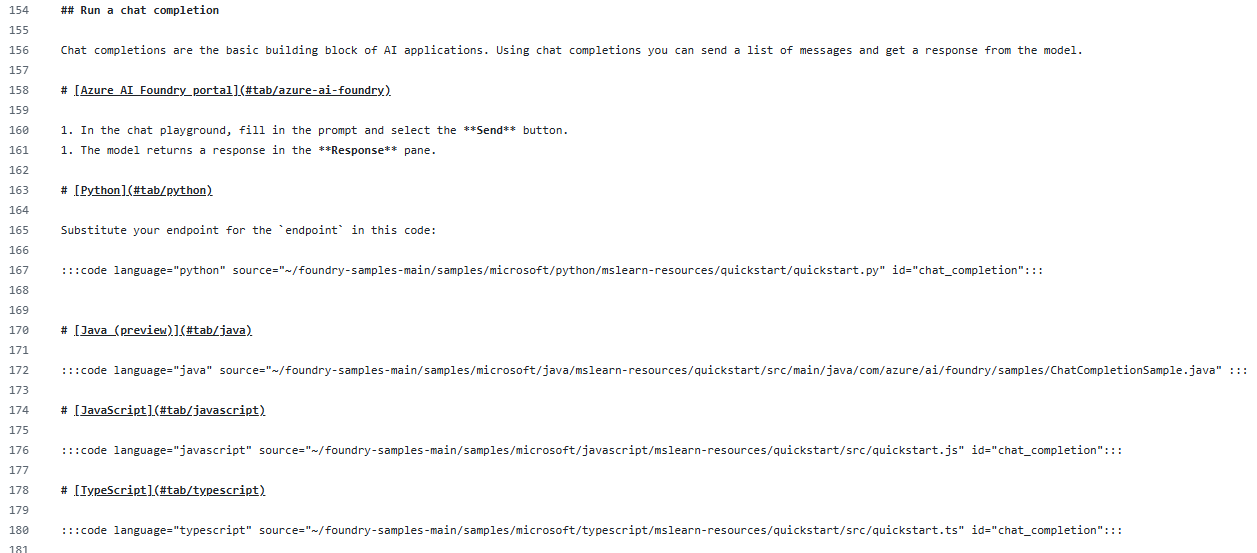 154 ## Run a chat completion
155
156 Chat completions are the basic building block of AI applications. Using chat completions you can send a list of messages and get a response from the model.
157
158 # [Azure AI Foundry portal](#tab/azure-ai-foundry)
159
160 1. In the chat playground, fill in the prompt and select the **Send** button.
161 1. The model returns a response in the **Response** pane.
162
163 # [Python](#tab/python)
164
165 Substitute your endpoint for the `endpoint` in this code:
166
167 :::code language="python" source="~/foundry-samples-main/samples/microsoft/python/mslearn-resources/quickstart/quickstart.py" id="chat_completion":::
168
169
170 # [Java (preview)](#tab/java)
171
172 :::code language="java" source="~/foundry-samples-main/samples/microsoft/java/mslearn-resources/quickstart/src/main/java/com/azure/ai/foundry/samples/ChatCompletionSample.java" :::
173
174 # [JavaScript](#tab/javascript)
175
176 :::code language="javascript" source="~/foundry-samples-main/samples/microsoft/javascript/mslearn-resources/quickstart/src/quickstart.js" id="chat_completion":::
177
178 # [TypeScript](#tab/typescript)
179
180 :::code language="typescript" source="~/foundry-samples-main/samples/microsoft/typescript/mslearn-resources/quickstart/src/quickstart.ts" id="chat_completion":::
181